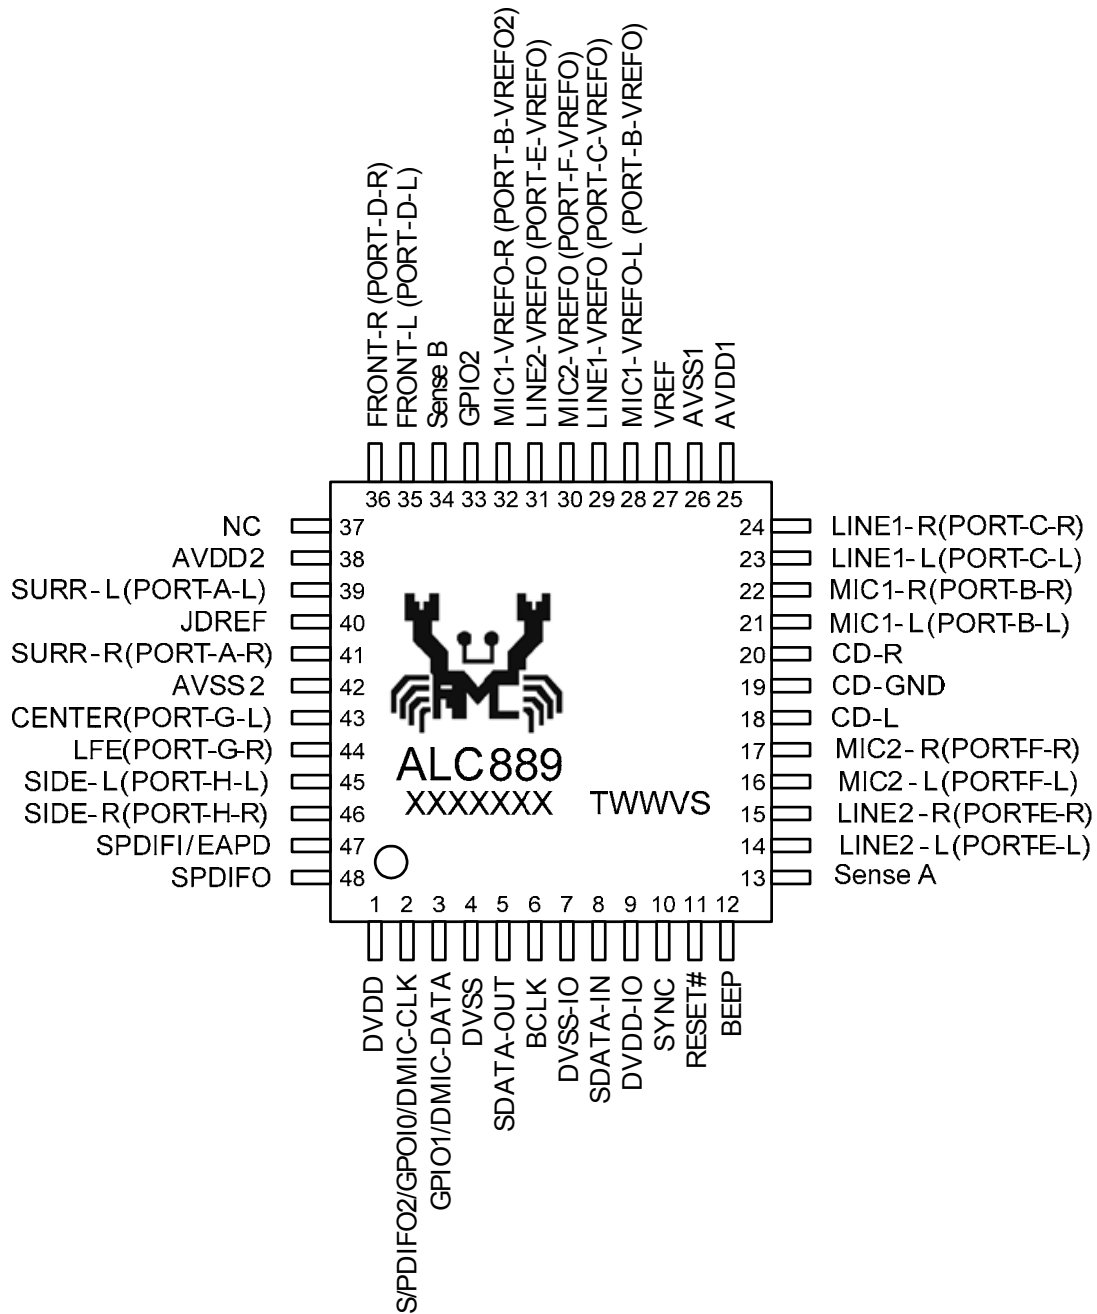 FRONT-R (PORT-D-R)
FRONT-L (PORT-D-L)
Sense B
GPIO2
MIC1-VREFO-R (PORT-B-VREFO2)
LINE2-VREFO (PORT-E-VREFO)
MIC2-VREFO (PORT-F-VREFO)
LINE1-VREFO (PORT-C-VREFO)
MIC1-VREFO-L (PORT-B-VREFO)
VREF
AVSS1
AVDD1
36 35 34 33 32 31 30 29 28 27 26 25
NC 37
AVDD2 38
SURR-L(PORT-A-L) 39
JDREF 40
SURR-R(PORT-A-R) 41
AVSS2 42
CENTER(PORT-G-L) 43
LFE(PORT-G-R) 44
SIDE-L(PORT-H-L) 45
SIDE-R(PORT-H-R) 46
SPDIFI/EAPD 47
SPDIFO 48
ALC889
XXXXXXX TWWVS
24 LINE1-R(PORT-C-R)
23 LINE1-L(PORT-C-L)
22 MIC1-R(PORT-B-R)
21 MIC1-L(PORT-B-L)
20 CD-R
19 CD-GND
18 CD-L
17 MIC2-R(PORT-F-R)
16 MIC2-L(PORT-F-L)
15 LINE2-R(PORT-E-R)
14 LINE2-L(PORT-E-L)
13 Sense A
1 2 3 4 5 6 7 8 9 10 11 12
DVDD
S/PDIFO2/GPOI0/DMIC-CLK
GPIO1/DMIC-DATA
DVSS
SDATA-OUT
BCLK
DVSS-IO
SDATA-IN
DVDD-IO
SYNC
RESET#
BEEP